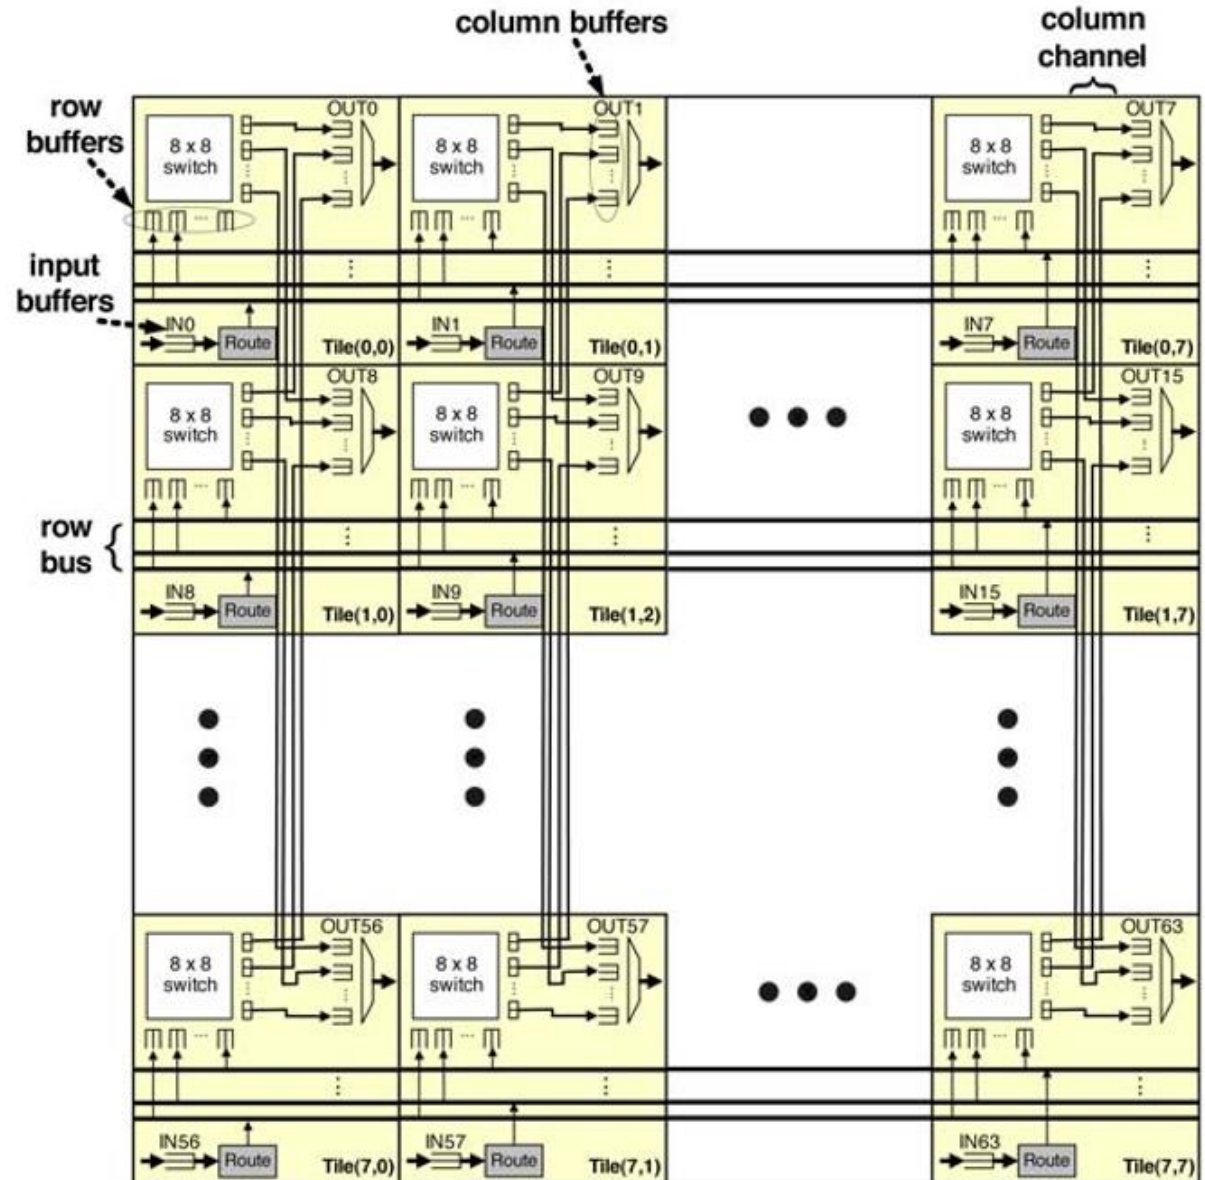 column buffers
column
channel
row
buffers
OUT0
OUT1
OUT7
8 x 8
switch
8 x 8
switch
8 x 8
switch
input
buffers
IN0
Route
Tile(0,0)
IN1
Route
Tile(0,1)
IN7
Route
Tile(0,7)
OUT8
OUT9
OUT15
8 x 8
switch
8 x 8
switch
8 x 8
switch
row
bus
IN8
Route
Tile(1,0)
IN9
Route
Tile(1,2)
IN15
Route
Tile(1,7)
OUT56
OUT57
OUT63
8 x 8
switch
8 x 8
switch
8 x 8
switch
IN56
Route
Tile(7,0)
IN57
Route
Tile(7,1)
IN63
Route
Tile(7,7)